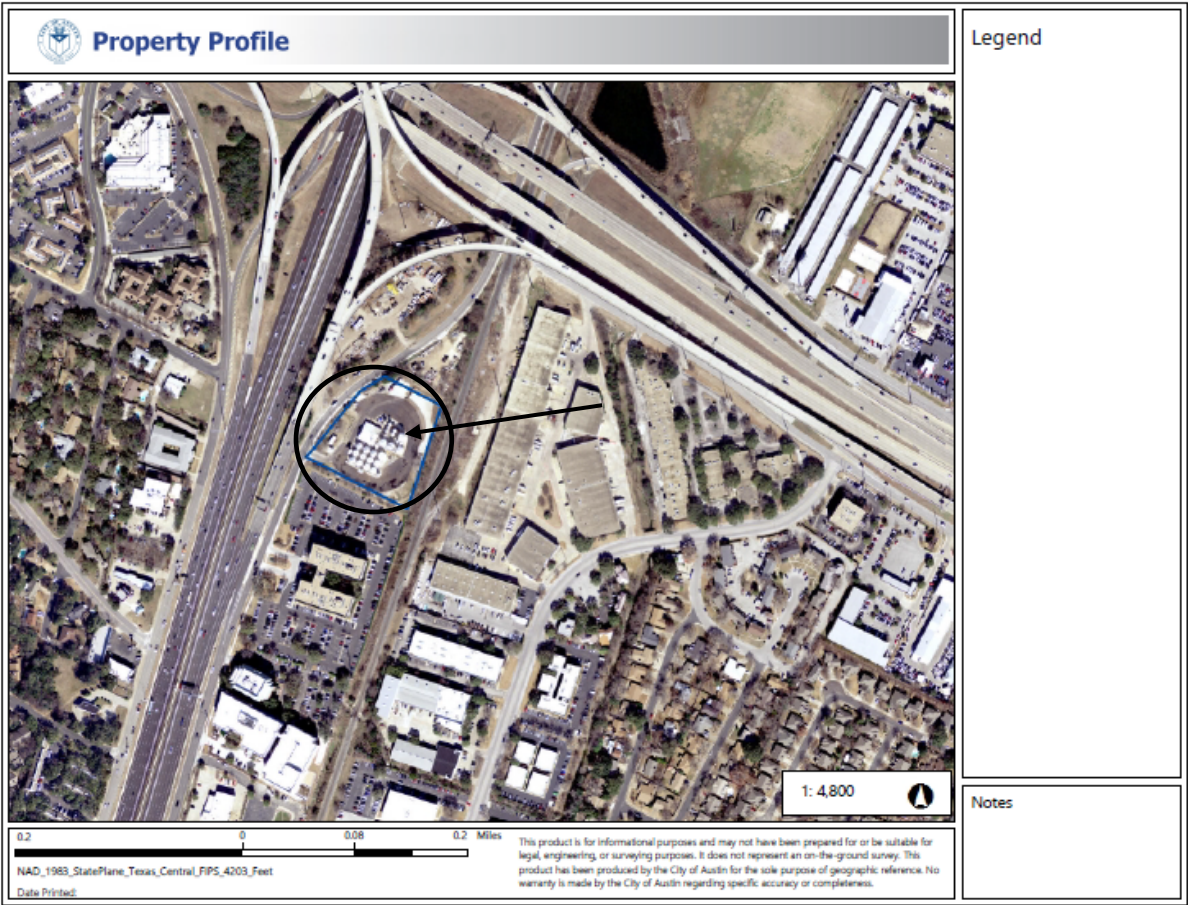 Property Profile
Legend
1: 4,800
Notes
0.2 0 0.08 0.2 Miles
This product is for informational purposes and may not have been prepared for or be suitable for
legal, engineering, or surveying purposes. It does not represent an on-the-ground survey. This
product has been produced by the City of Austin for the sole purpose of geographic reference. No
warranty is made by the City of Austin regarding specific accuracy or completeness.
NAD_1983_StatePlane_Texas_Central_FIPS_4203_Feet
Date Printed: